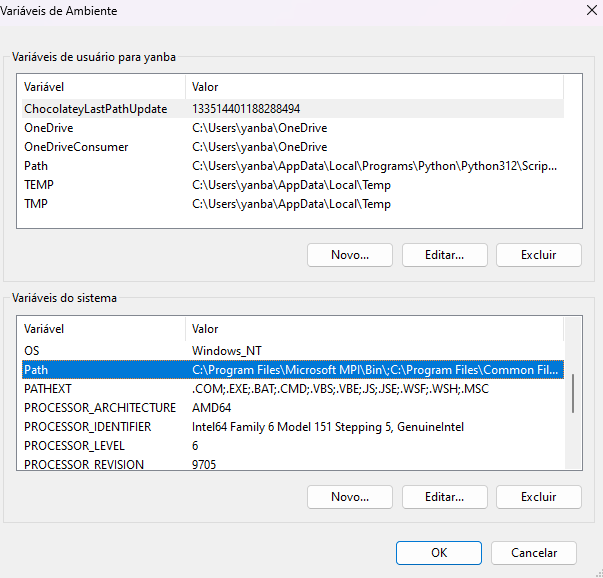 Variáveis de Ambiente
Variáveis de usuário para yanba
Variável Valor
ChocolateyLastPathUpdate 133514401188288494
OneDrive C:\Users\yanba\OneDrive
OneDriveConsumer C:\Users\yanba\OneDrive
Path C:\Users\yanba\AppData\Local\Programs\Python\Python312\Scrip...
TEMP C:\Users\yanba\AppData\Local\Temp
TMP C:\Users\yanba\AppData\Local\Temp
Novo... Editar... Excluir
Variáveis do sistema
Variável Valor
OS Windows_NT
Path C:\Program Files\Microsoft MPI\Bin\;C:\Program Files\Common Fil...
PATHEXT .COM;.EXE;.BAT;.CMD;.VBS;.VBE;.JS;.JSE;.WSF;.WSH;.MSC
PROCESSOR_ARCHITECTURE AMD64
PROCESSOR_IDENTIFIER Intel64 Family 6 Model 151 Stepping 5, GenuineIntel
PROCESSOR_LEVEL 6
PROCESSOR_REVISION 9705
Novo... Editar... Excluir
OK Cancelar